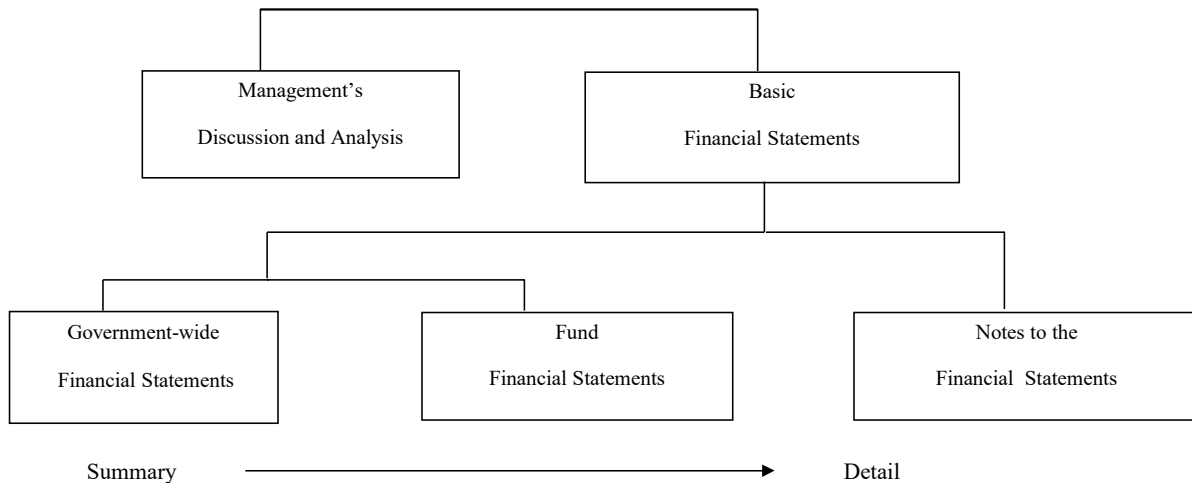 Management’s
Discussion and Analysis
Basic
Financial Statements
Government-wide
Financial Statements
Fund
Financial Statements
Notes to the
Financial  Statements
Summary
Detail